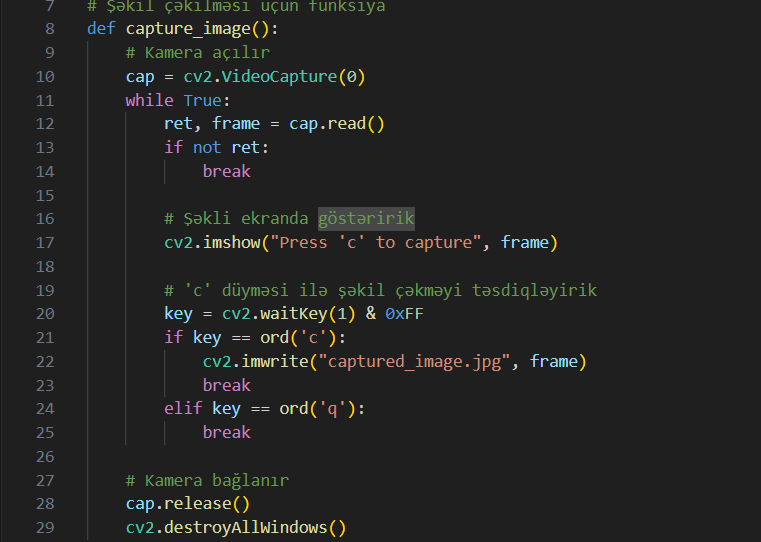 7 # Şəkil çəkilməsi üçün funksiya
8 def capture_image():
9 # Kamera açılır
10 cap = cv2.VideoCapture(0)
11 while True:
12 ret, frame = cap.read()
13 if not ret:
14 break
15
16 # Şəkli ekranda göstəririk
17 cv2.imshow("Press 'c' to capture", frame)
18
19 # 'c' düyməsi ilə şəkil çəkməyi təsdiqləyirik
20 key = cv2.waitKey(1) & 0xFF
21 if key == ord('c'):
22 cv2.imwrite("captured_image.jpg", frame)
23 break
24 elif key == ord('q'):
25 break
26
27 # Kamera bağlanır
28 cap.release()
29 cv2.destroyAllWindows()